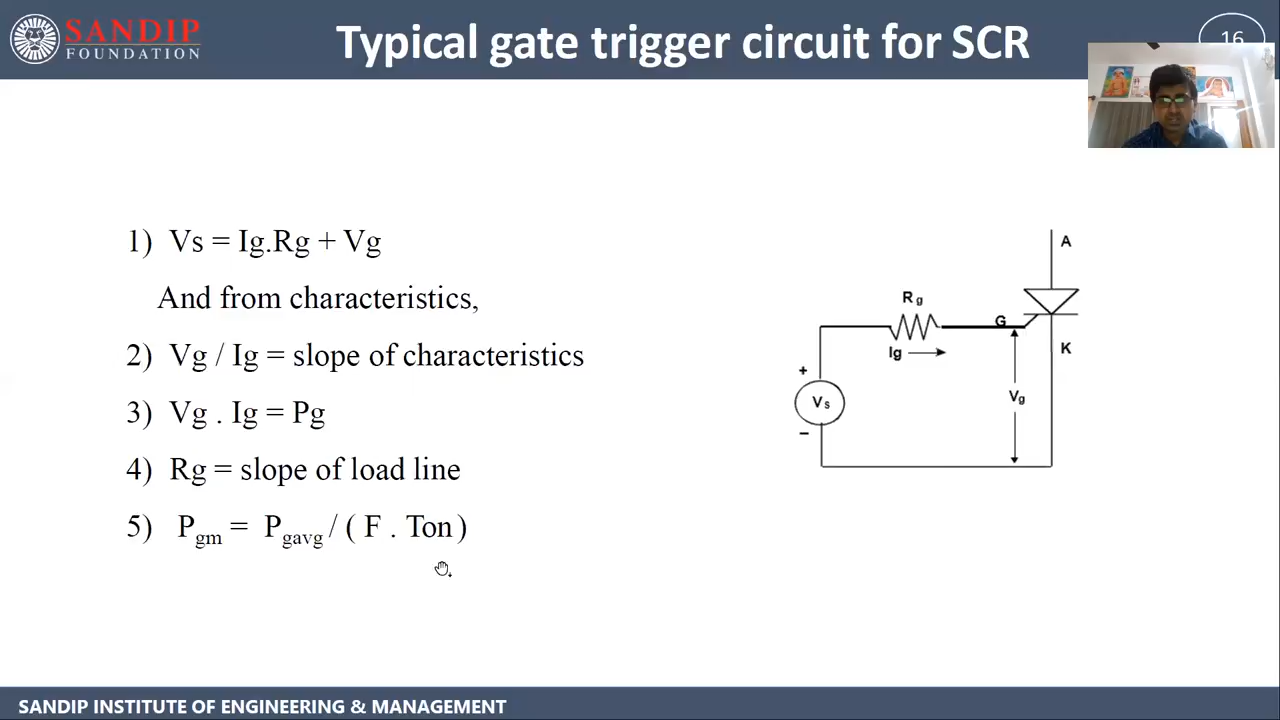 SANDIP
FOUNDATION
Typical gate trigger circuit for SCR
16
1) Vs = Ig.Rg + Vg
And from characteristics,
2) Vg / Ig = slope of characteristics
3) Vg . Ig = Pg
4) Rg = slope of load line
5) Pgm = Pgavg / ( F . Ton )
A
Rg
G
Ig
K
+
Vs
Vg
−
SANDIP INSTITUTE OF ENGINEERING & MANAGEMENT